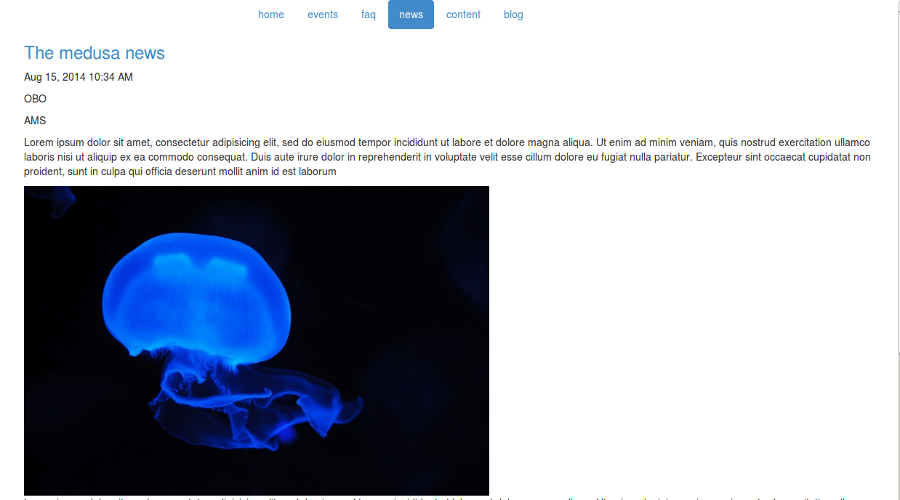 home events faq news content blog
The medusa news
Aug 15, 2014 10:34 AM
OBO
AMS
Lorem ipsum dolor sit amet, consectetur adipisicing elit, sed do eiusmod tempor incididunt ut labore et dolore magna aliqua. Ut enim ad minim veniam, quis nostrud exercitation ullamco
laboris nisi ut aliquip ex ea commodo consequat. Duis aute irure dolor in reprehenderit in voluptate velit esse cillum dolore eu fugiat nulla pariatur. Excepteur sint occaecat cupidatat non
proident, sunt in culpa qui officia deserunt mollit anim id est laborum